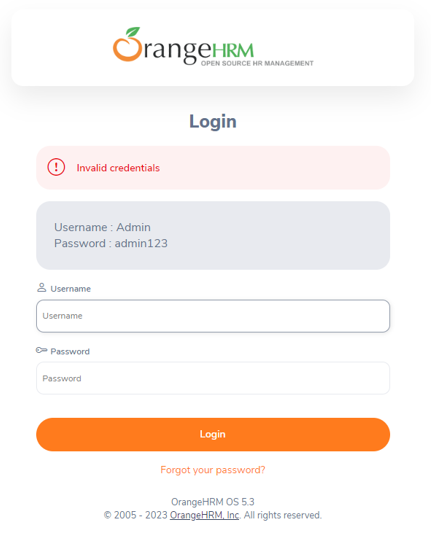 OrangeHRM
OPEN SOURCE HR MANAGEMENT
Login
Invalid credentials
Username : Admin
Password : admin123
Username
Username
Password
Password
Login
Forgot your password?
OrangeHRM OS 5.3
© 2005 - 2023 OrangeHRM, Inc. All rights reserved.